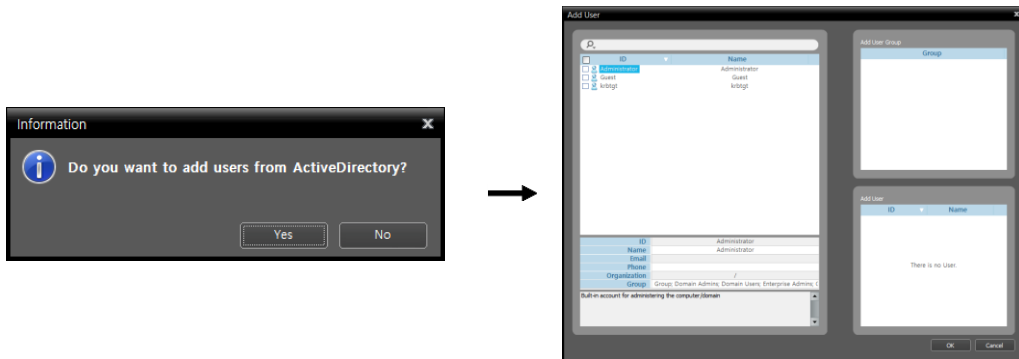 Information
Do you want to add users from ActiveDirectory?
Yes No
Add User
ID Name
Administrator Administrator
Guest Guest
krbtgt krbtgt
ID Administrator
Name Administrator
Email
Phone
Organization /
Group Group; Domain Admins; Domain Users; Enterprise Admins;
Built-in account for administering the computer/domain
Add User Group
Group
Add User
ID Name
There is no User.
OK Cancel